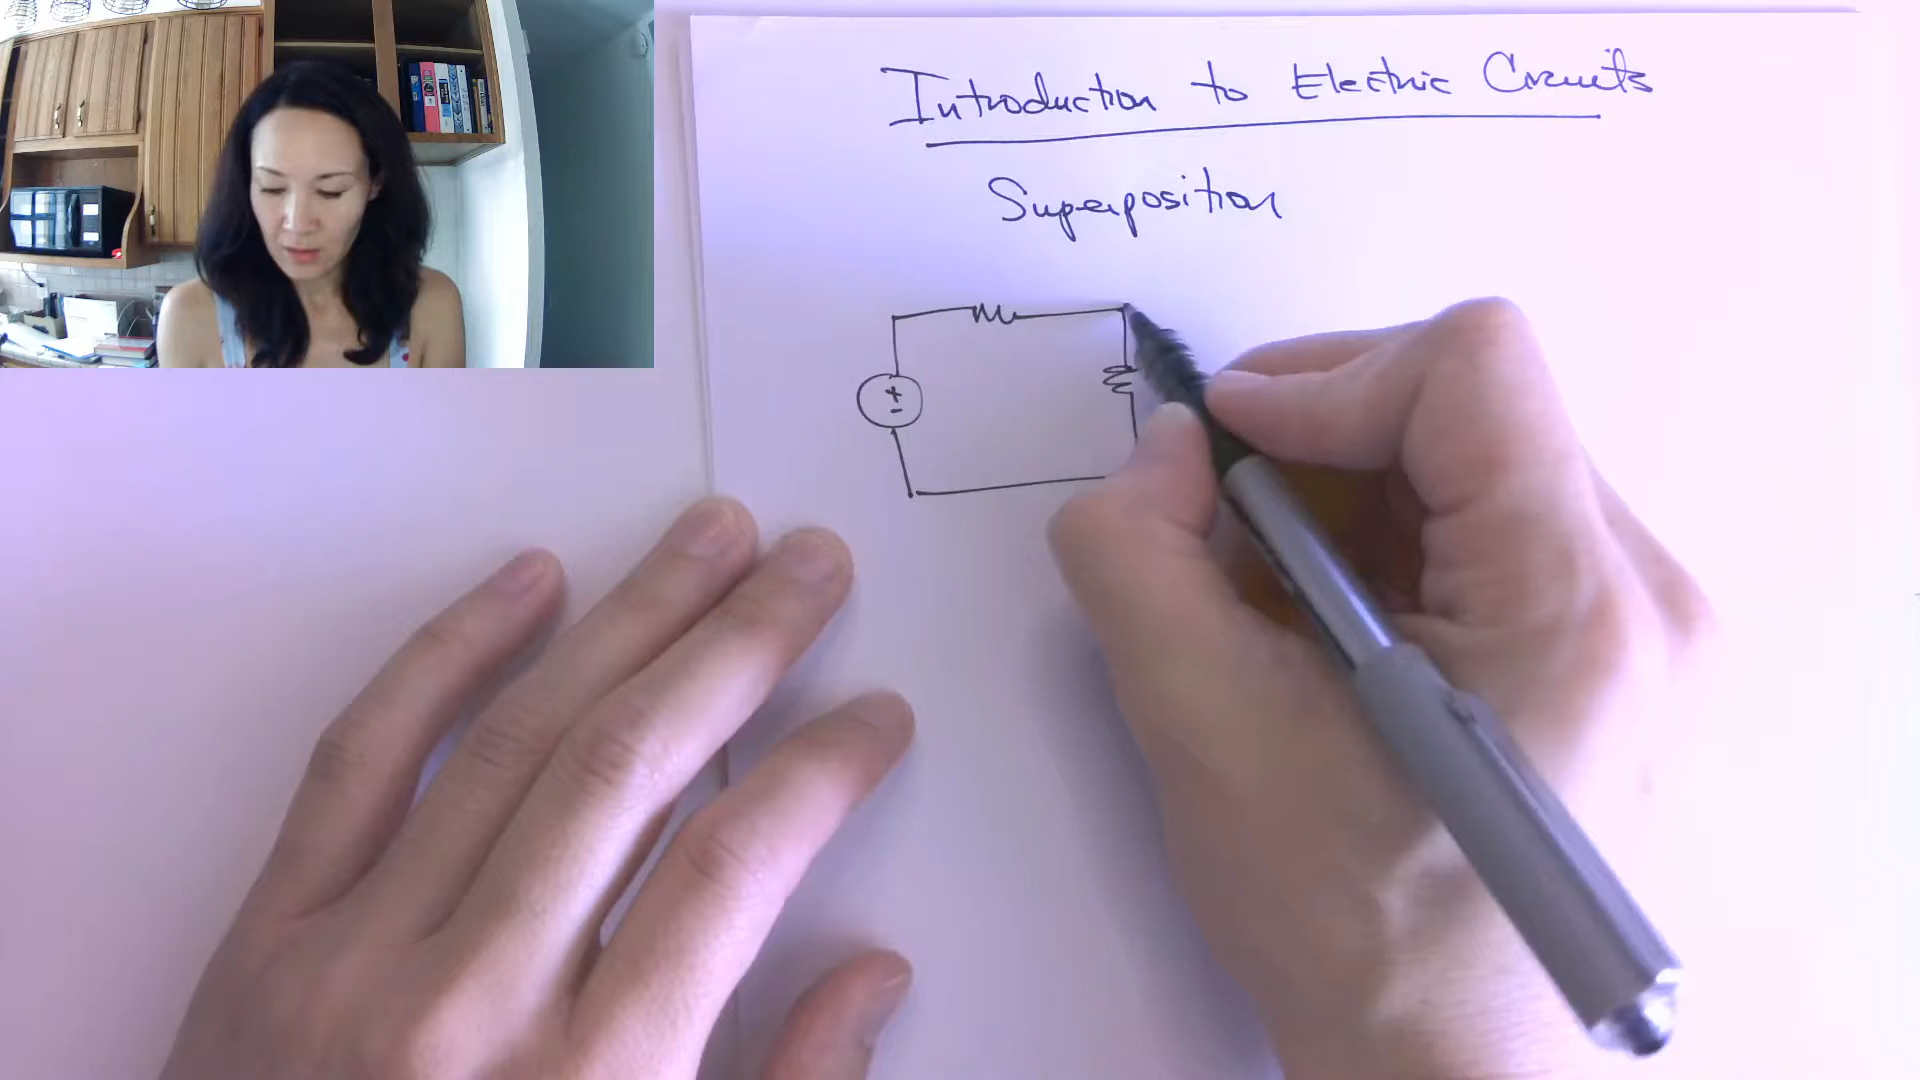 Introduction to Electric Circuits
Superposition
+
-